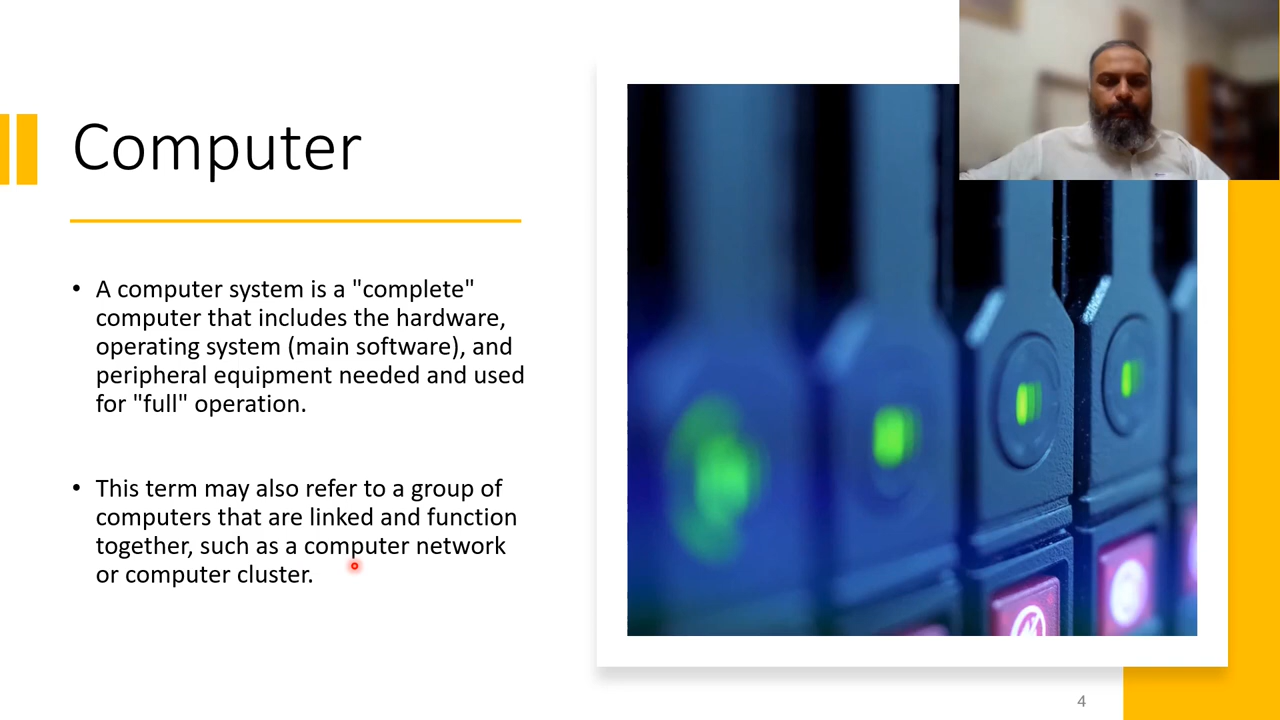 Computer
• A computer system is a "complete"
computer that includes the hardware,
operating system (main software), and
peripheral equipment needed and used
for "full" operation.
• This term may also refer to a group of
computers that are linked and function
together, such as a computer network
or computer cluster.
4